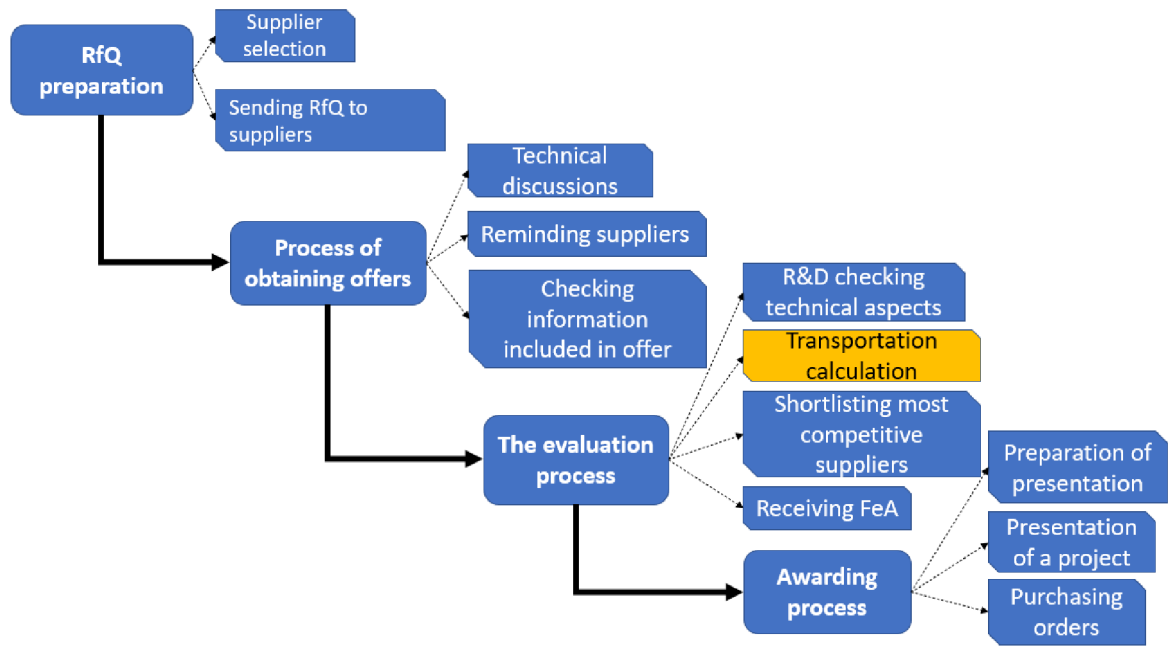 RfQ
preparation
Supplier
selection
Sending RfQ to
suppliers
Process of
obtaining offers
Technical
discussions
Reminding suppliers
Checking
information
included in offer
The evaluation
process
R&D checking
technical aspects
Transportation
calculation
Shortlisting most
competitive
suppliers
Receiving FeA
Awarding
process
Preparation of
presentation
Presentation
of a project
Purchasing
orders